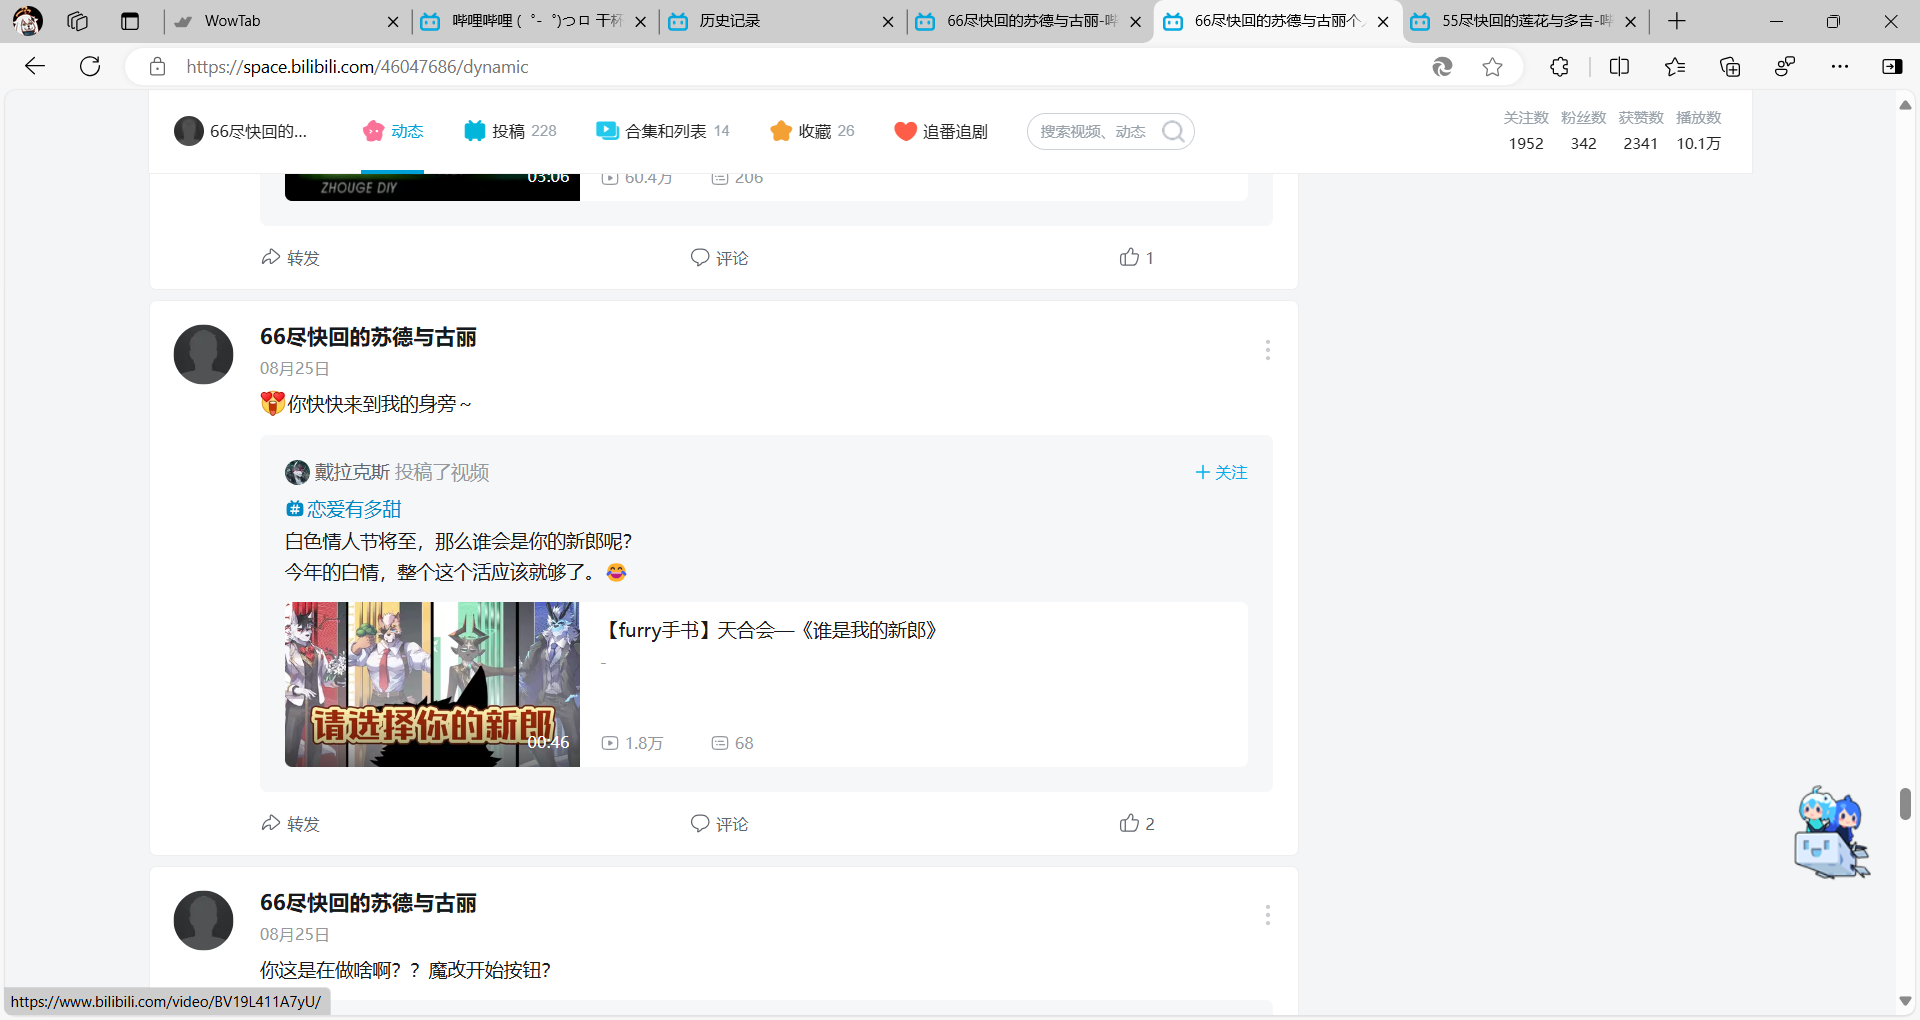 WowTab
哔哩哔哩 (゜-゜)つロ 干杯
历史记录
66尽快回的苏德与古丽-哔
66尽快回的苏德与古丽个人
55尽快回的莲花与多吉-哔
https://space.bilibili.com/46047686/dynamic
66尽快回的...
动态
投稿 228
合集和列表 14
收藏 26
追番追剧
搜索视频、动态
关注数 粉丝数 获赞数 播放数
1952 342 2341 10.1万
ZHOUGE DIY
03:06
60.4万 206
转发 评论 1
66尽快回的苏德与古丽
08月25日
你快快来到我的身旁～
戴拉克斯 投稿了视频
+ 关注
#恋爱有多甜
白色情人节将至，那么谁会是你的新郎呢？
今年的白情，整个这个活应该就够了。😂
请选择你的新郎
00:46
【furry手书】天合会—《谁是我的新郎》
-
1.8万 68
转发 评论 2
66尽快回的苏德与古丽
08月25日
你这是在做啥啊？？魔改开始按钮？
https://www.bilibili.com/video/BV19L411A7yU/